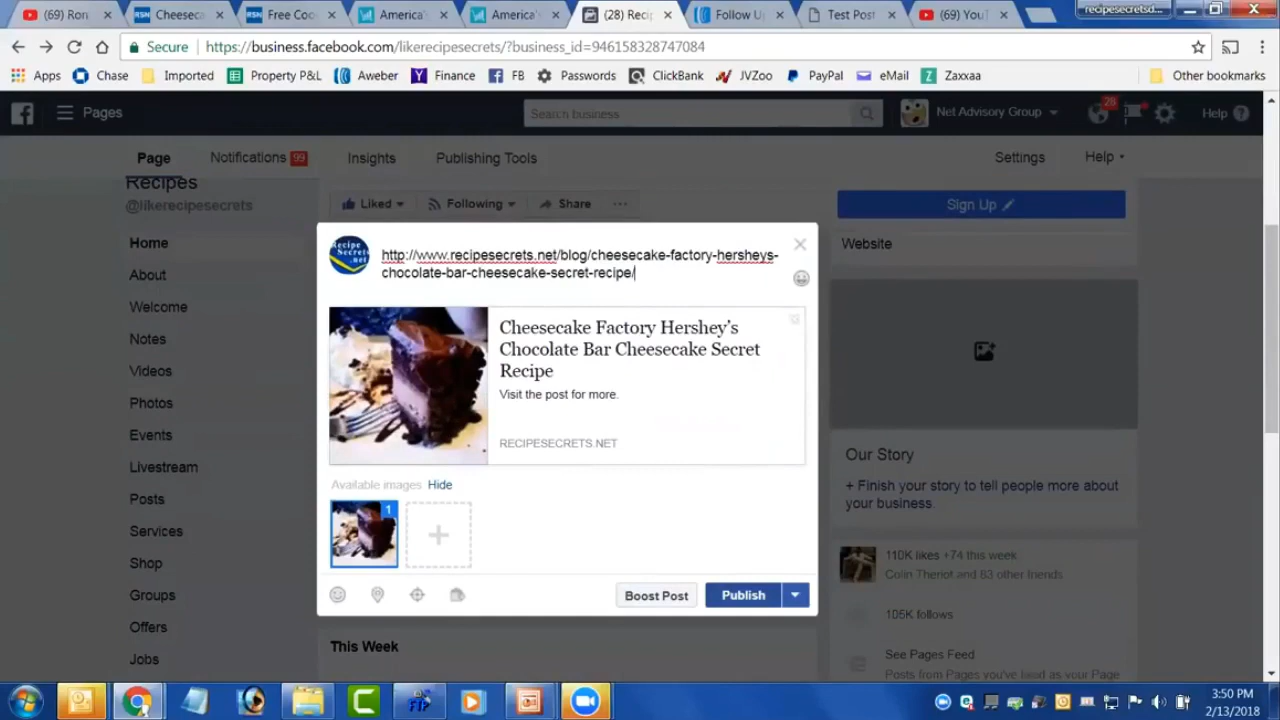 (69) Ron
RSN Cheeseca
RSN Free Coo
America'
America'
(28) Reci
Follow U
Test Post
(69) You
recipesecretsd...
Secure
https://business.facebook.com/likerecipesecrets/?business_id=946158328747084
Apps
Chase
Imported
Property P&L
Aweber
Finance
FB
Passwords
ClickBank
JVZoo
PayPal
eMail
Zaxxaa
Other bookmarks
Pages
Search business
Net Advisory Group
28
Help
Page
Notifications 99
Insights
Publishing Tools
Settings
Help
Recipes
@likerecipesecrets
Liked
Following
Share
Sign Up
Home
About
Welcome
Notes
Videos
Photos
Events
Livestream
Posts
Services
Shop
Groups
Offers
Jobs
Recipe
Secrets
.net
http://www.recipesecrets.net/blog/cheesecake-factory-hersheys-
chocolate-bar-cheesecake-secret-recipe/
Cheesecake Factory Hershey's
Chocolate Bar Cheesecake Secret
Recipe
Visit the post for more.
RECIPESECRETS.NET
Available images Hide
1
Boost Post
Publish
This Week
Website
Our Story
+ Finish your story to tell people more about
your business.
110K likes +74 this week
Colin Theriot and 83 other friends
105K follows
See Pages Feed
Posts from Pages you've liked as your Page
3:50 PM
2/13/2018